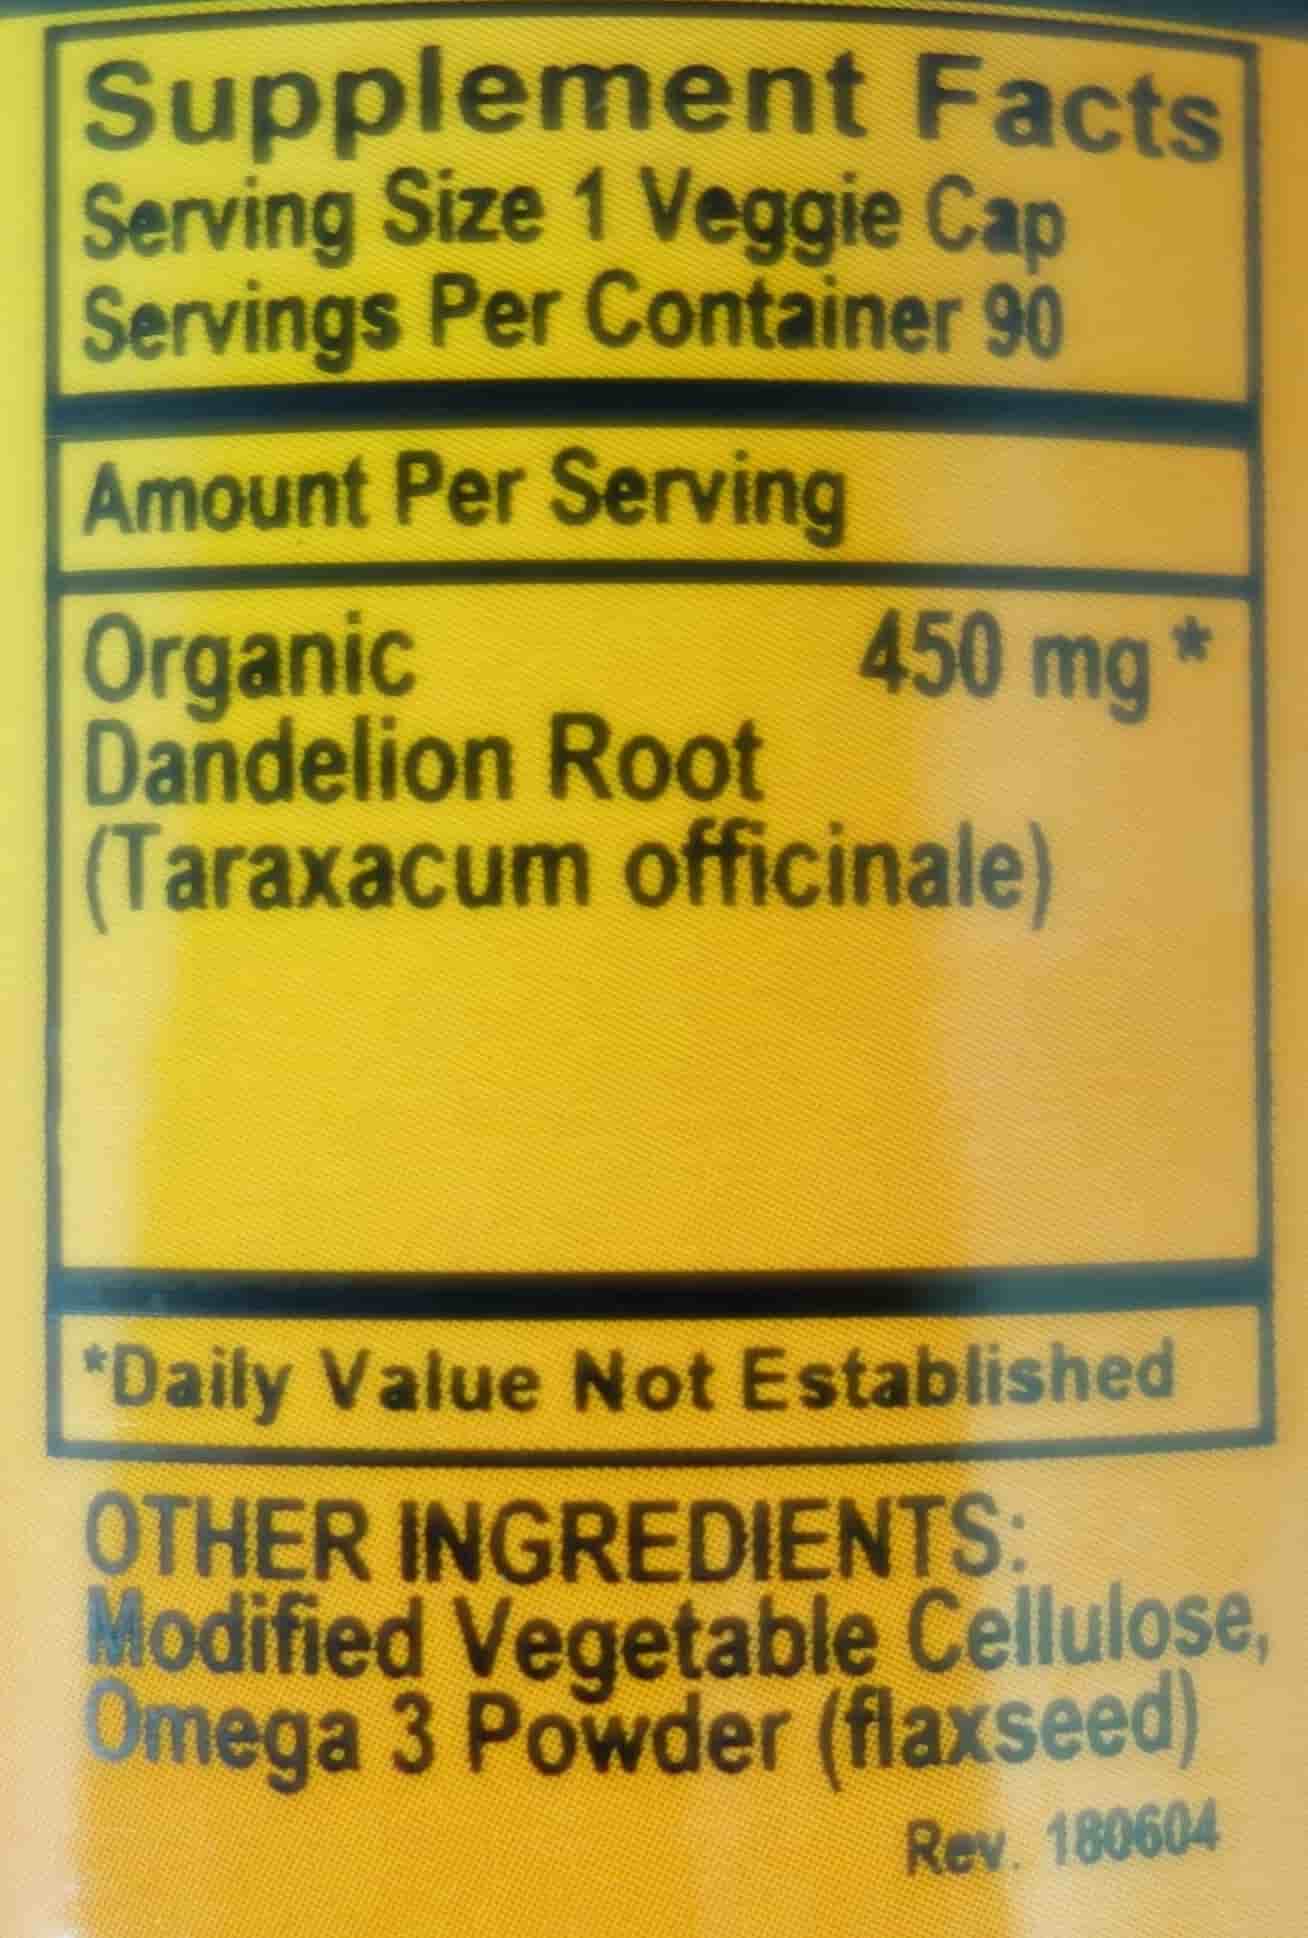 Supplement Facts
Serving Size 1 Veggie Cap
Servings Per Container 90
Amount Per Serving
Organic 450 mg *
Dandelion Root
(Taraxacum officinale)
*Daily Value Not Established
OTHER INGREDIENTS:
Modified Vegetable Cellulose,
Omega 3 Powder (flaxseed)
Rev. 180604